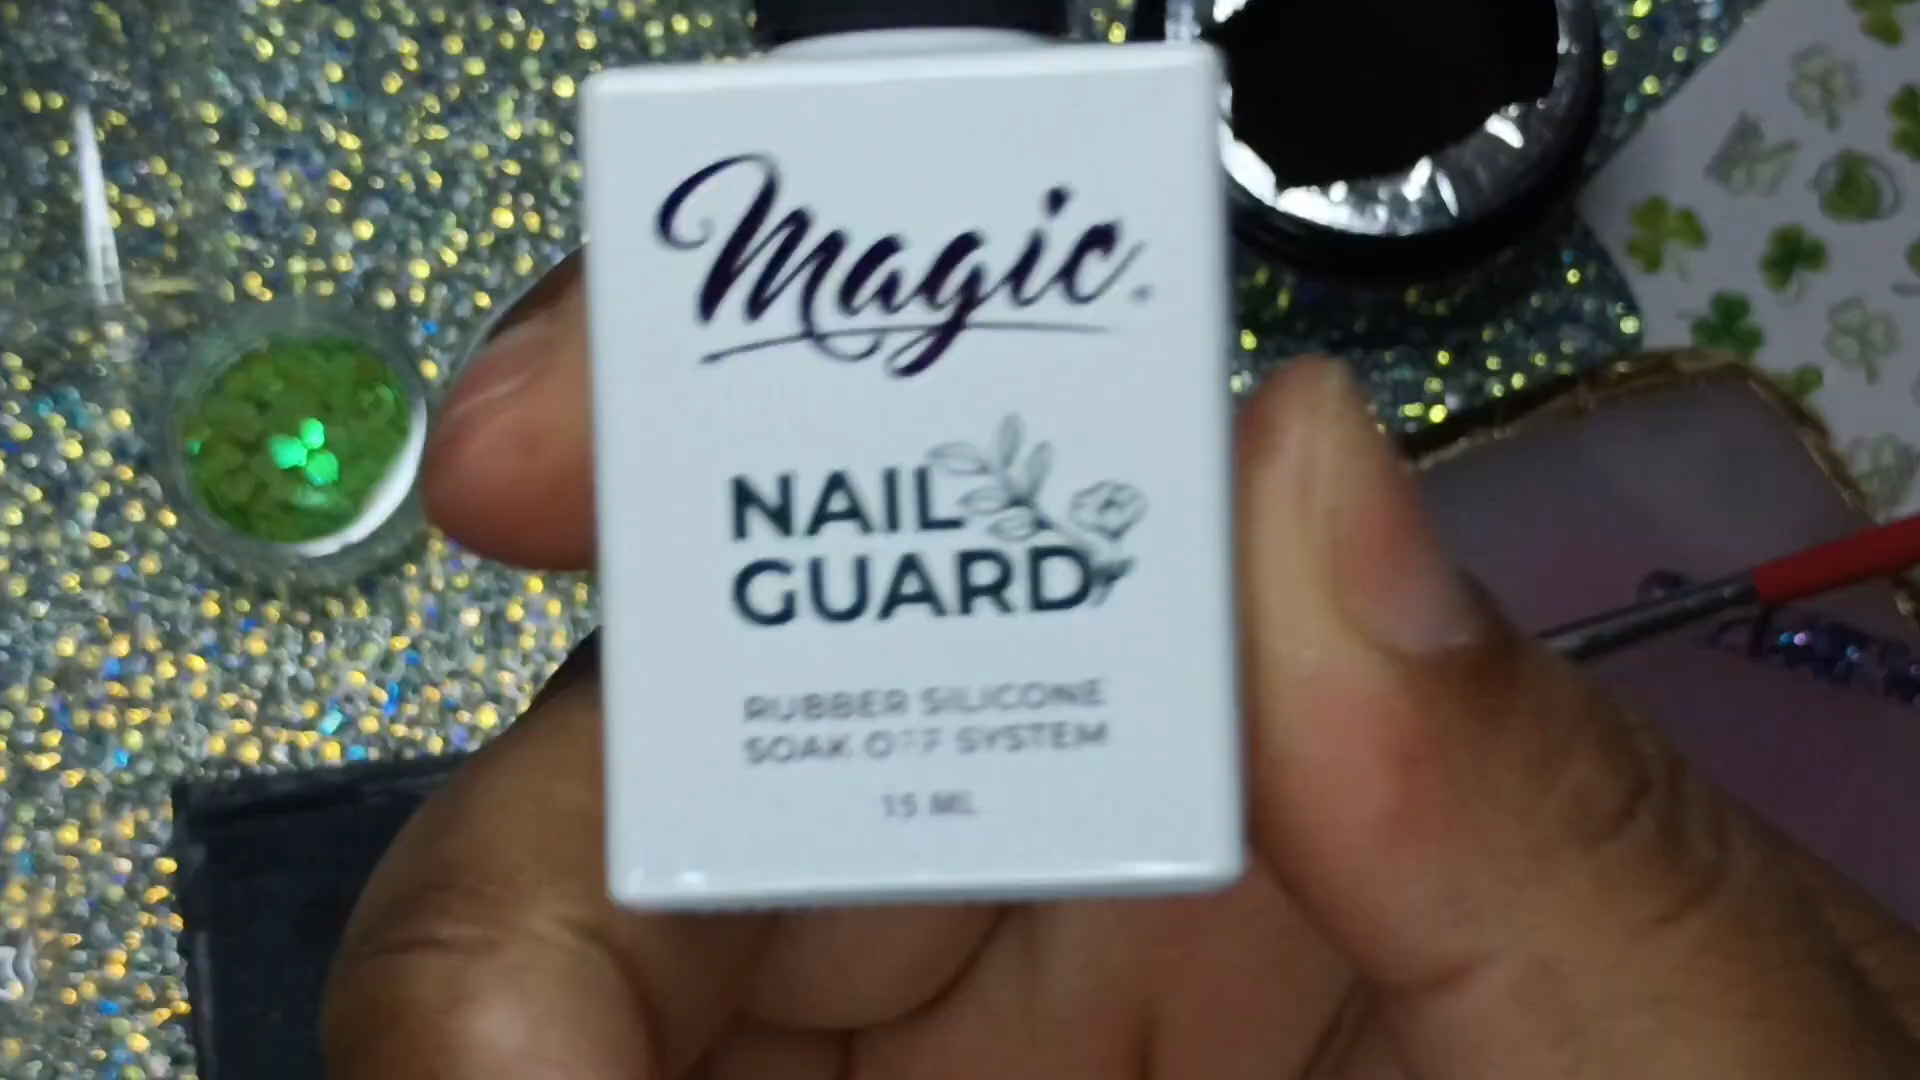 Magic
NAIL
GUARD
RUBBER SILICONE
SOAK OFF SYSTEM
15 ML